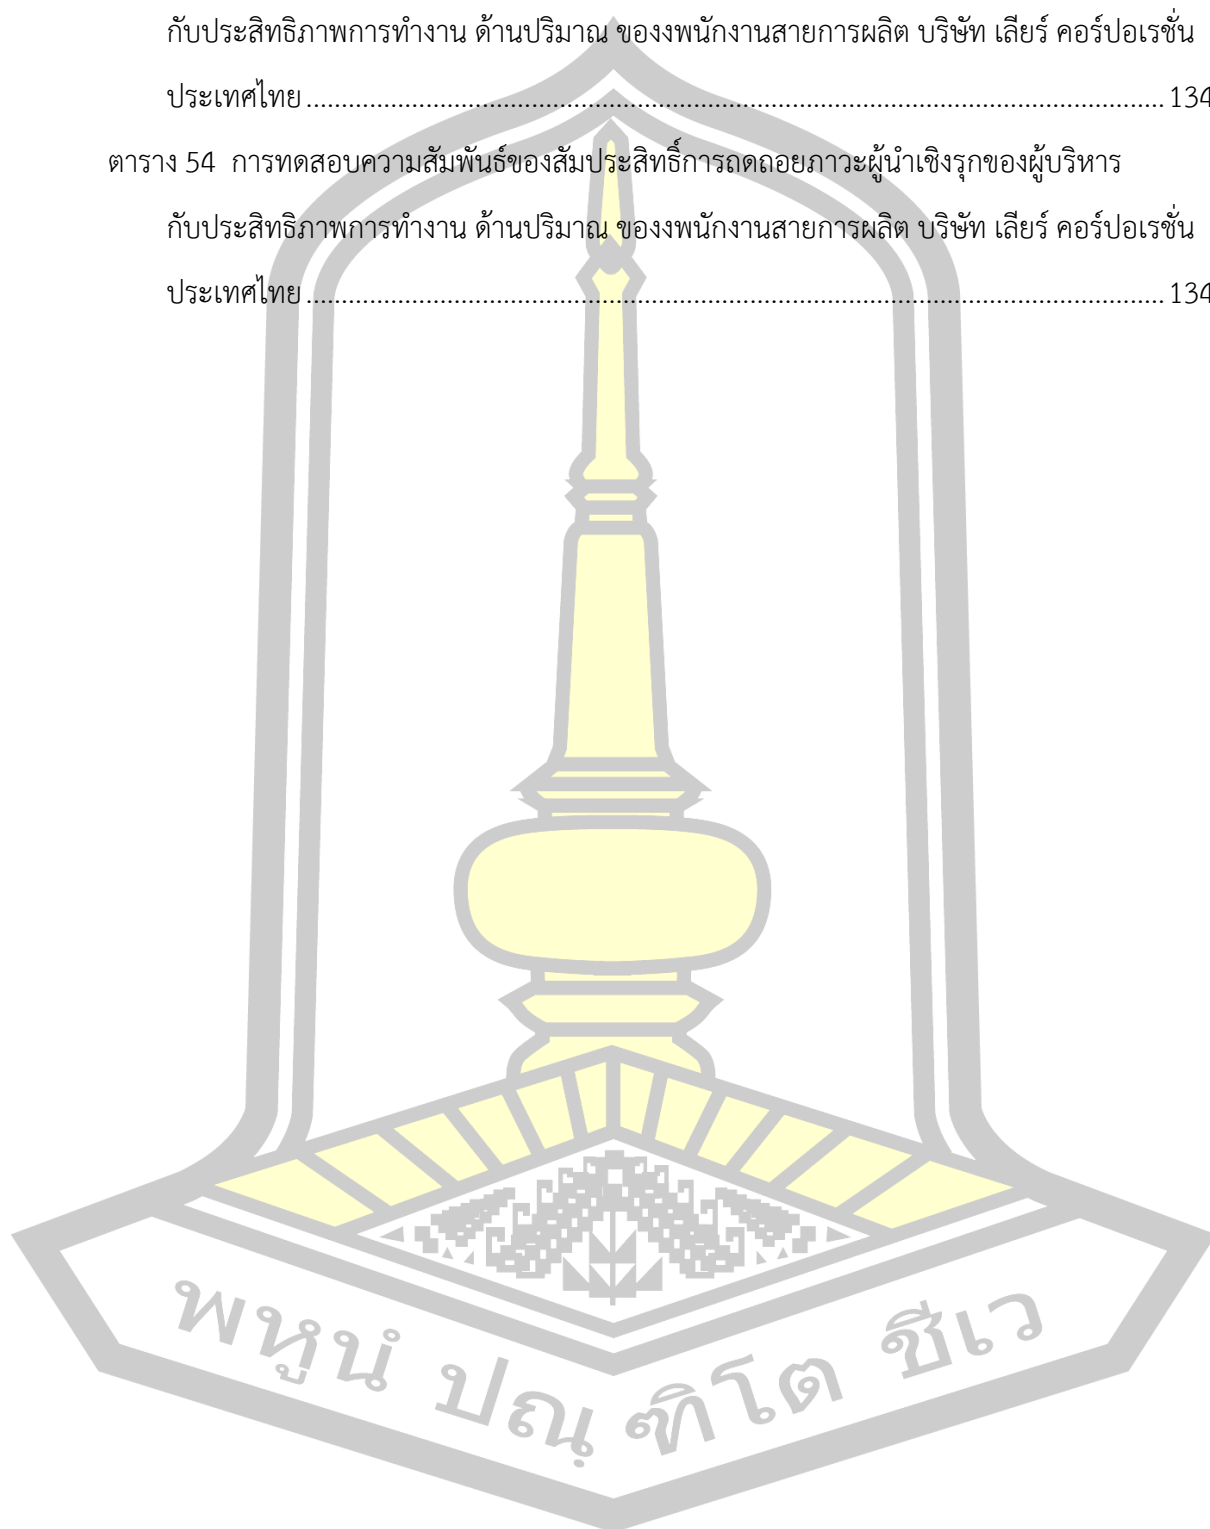 กับประสิทธิภาพการทำงาน ด้านปริมาณ ของงพนักงานสายการผลิต บริษัท เลียร์ คอร์ปอเรชั่น
ประเทศไทย ........................................................................................................................ 134
ตาราง 54 การทดสอบความสัมพันธ์ของสัมประสิทธิ์การถดถอยภาวะผู้นำเชิงรุกของผู้บริหาร
กับประสิทธิภาพการทำงาน ด้านปริมาณ ของงพนักงานสายการผลิต บริษัท เลียร์ คอร์ปอเรชั่น
ประเทศไทย ........................................................................................................................ 134
พหูนํ ปณฺ ฑิโต ชีเว